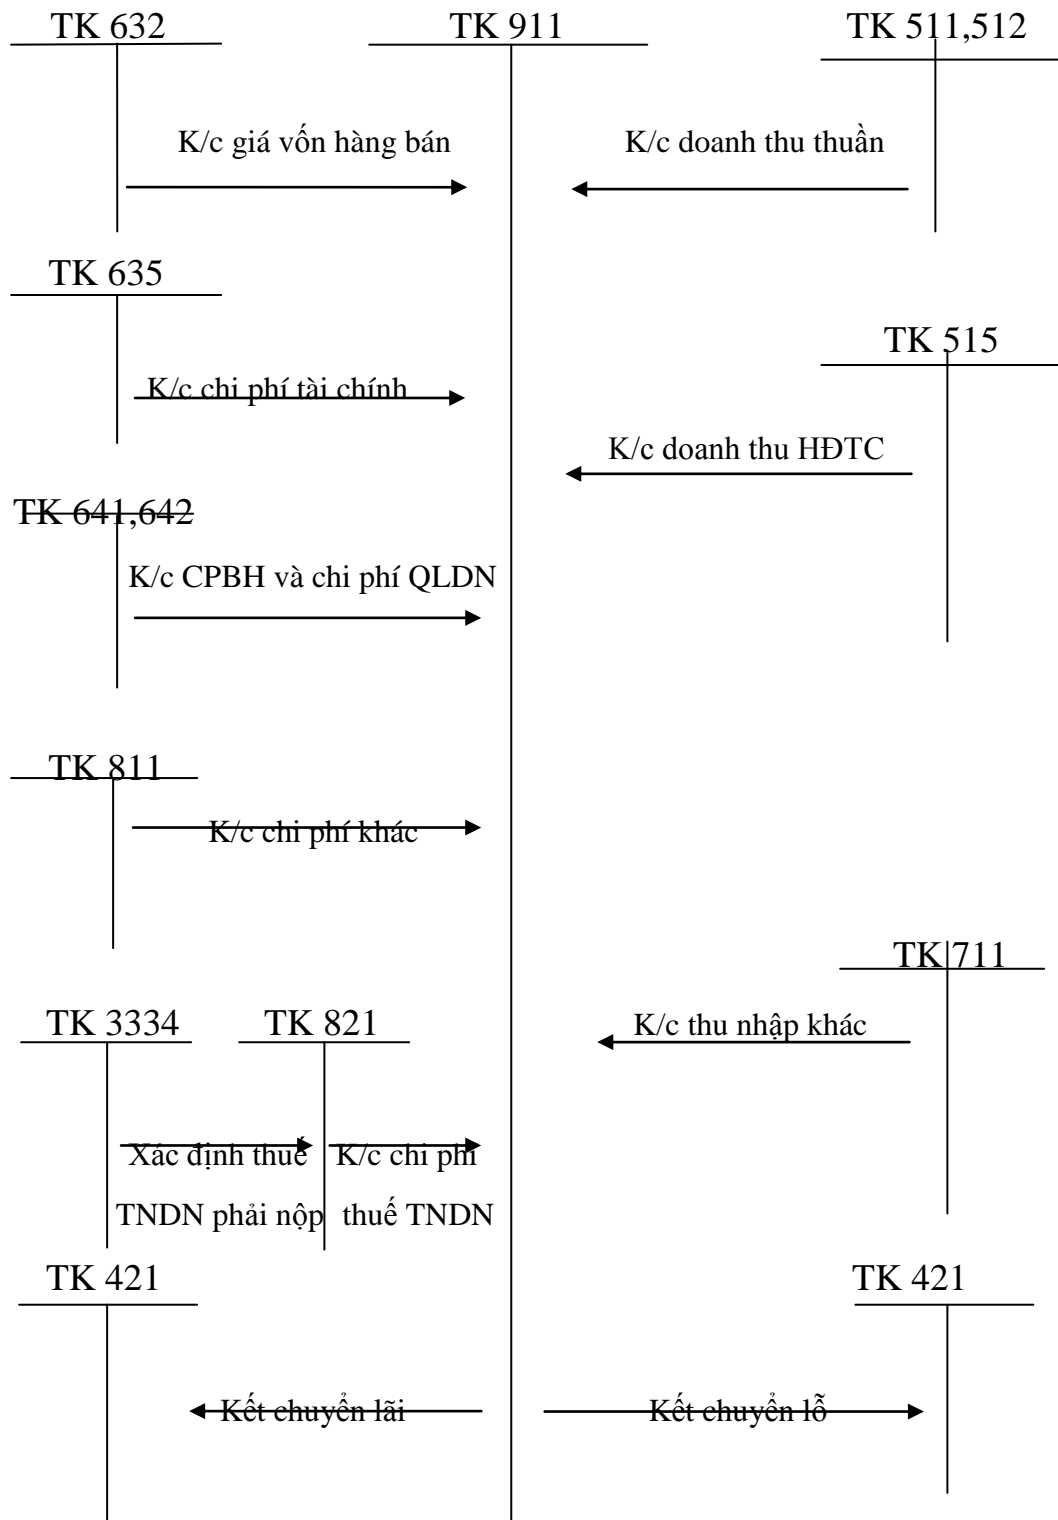 TK 632
TK 911
TK 511,512
K/c giá vốn hàng bán
K/c doanh thu thuần
TK 635
TK 515
K/c chi phí tài chính
K/c doanh thu HĐTC
TK 641,642
K/c CPBH và chi phí QLDN
TK 811
K/c chi phí khác
TK 711
TK 3334
TK 821
K/c thu nhập khác
Xác định thuế
TNDN phải nộp
K/c chi phí
thuế TNDN
TK 421
TK 421
Kết chuyển lãi
Kết chuyển lỗ